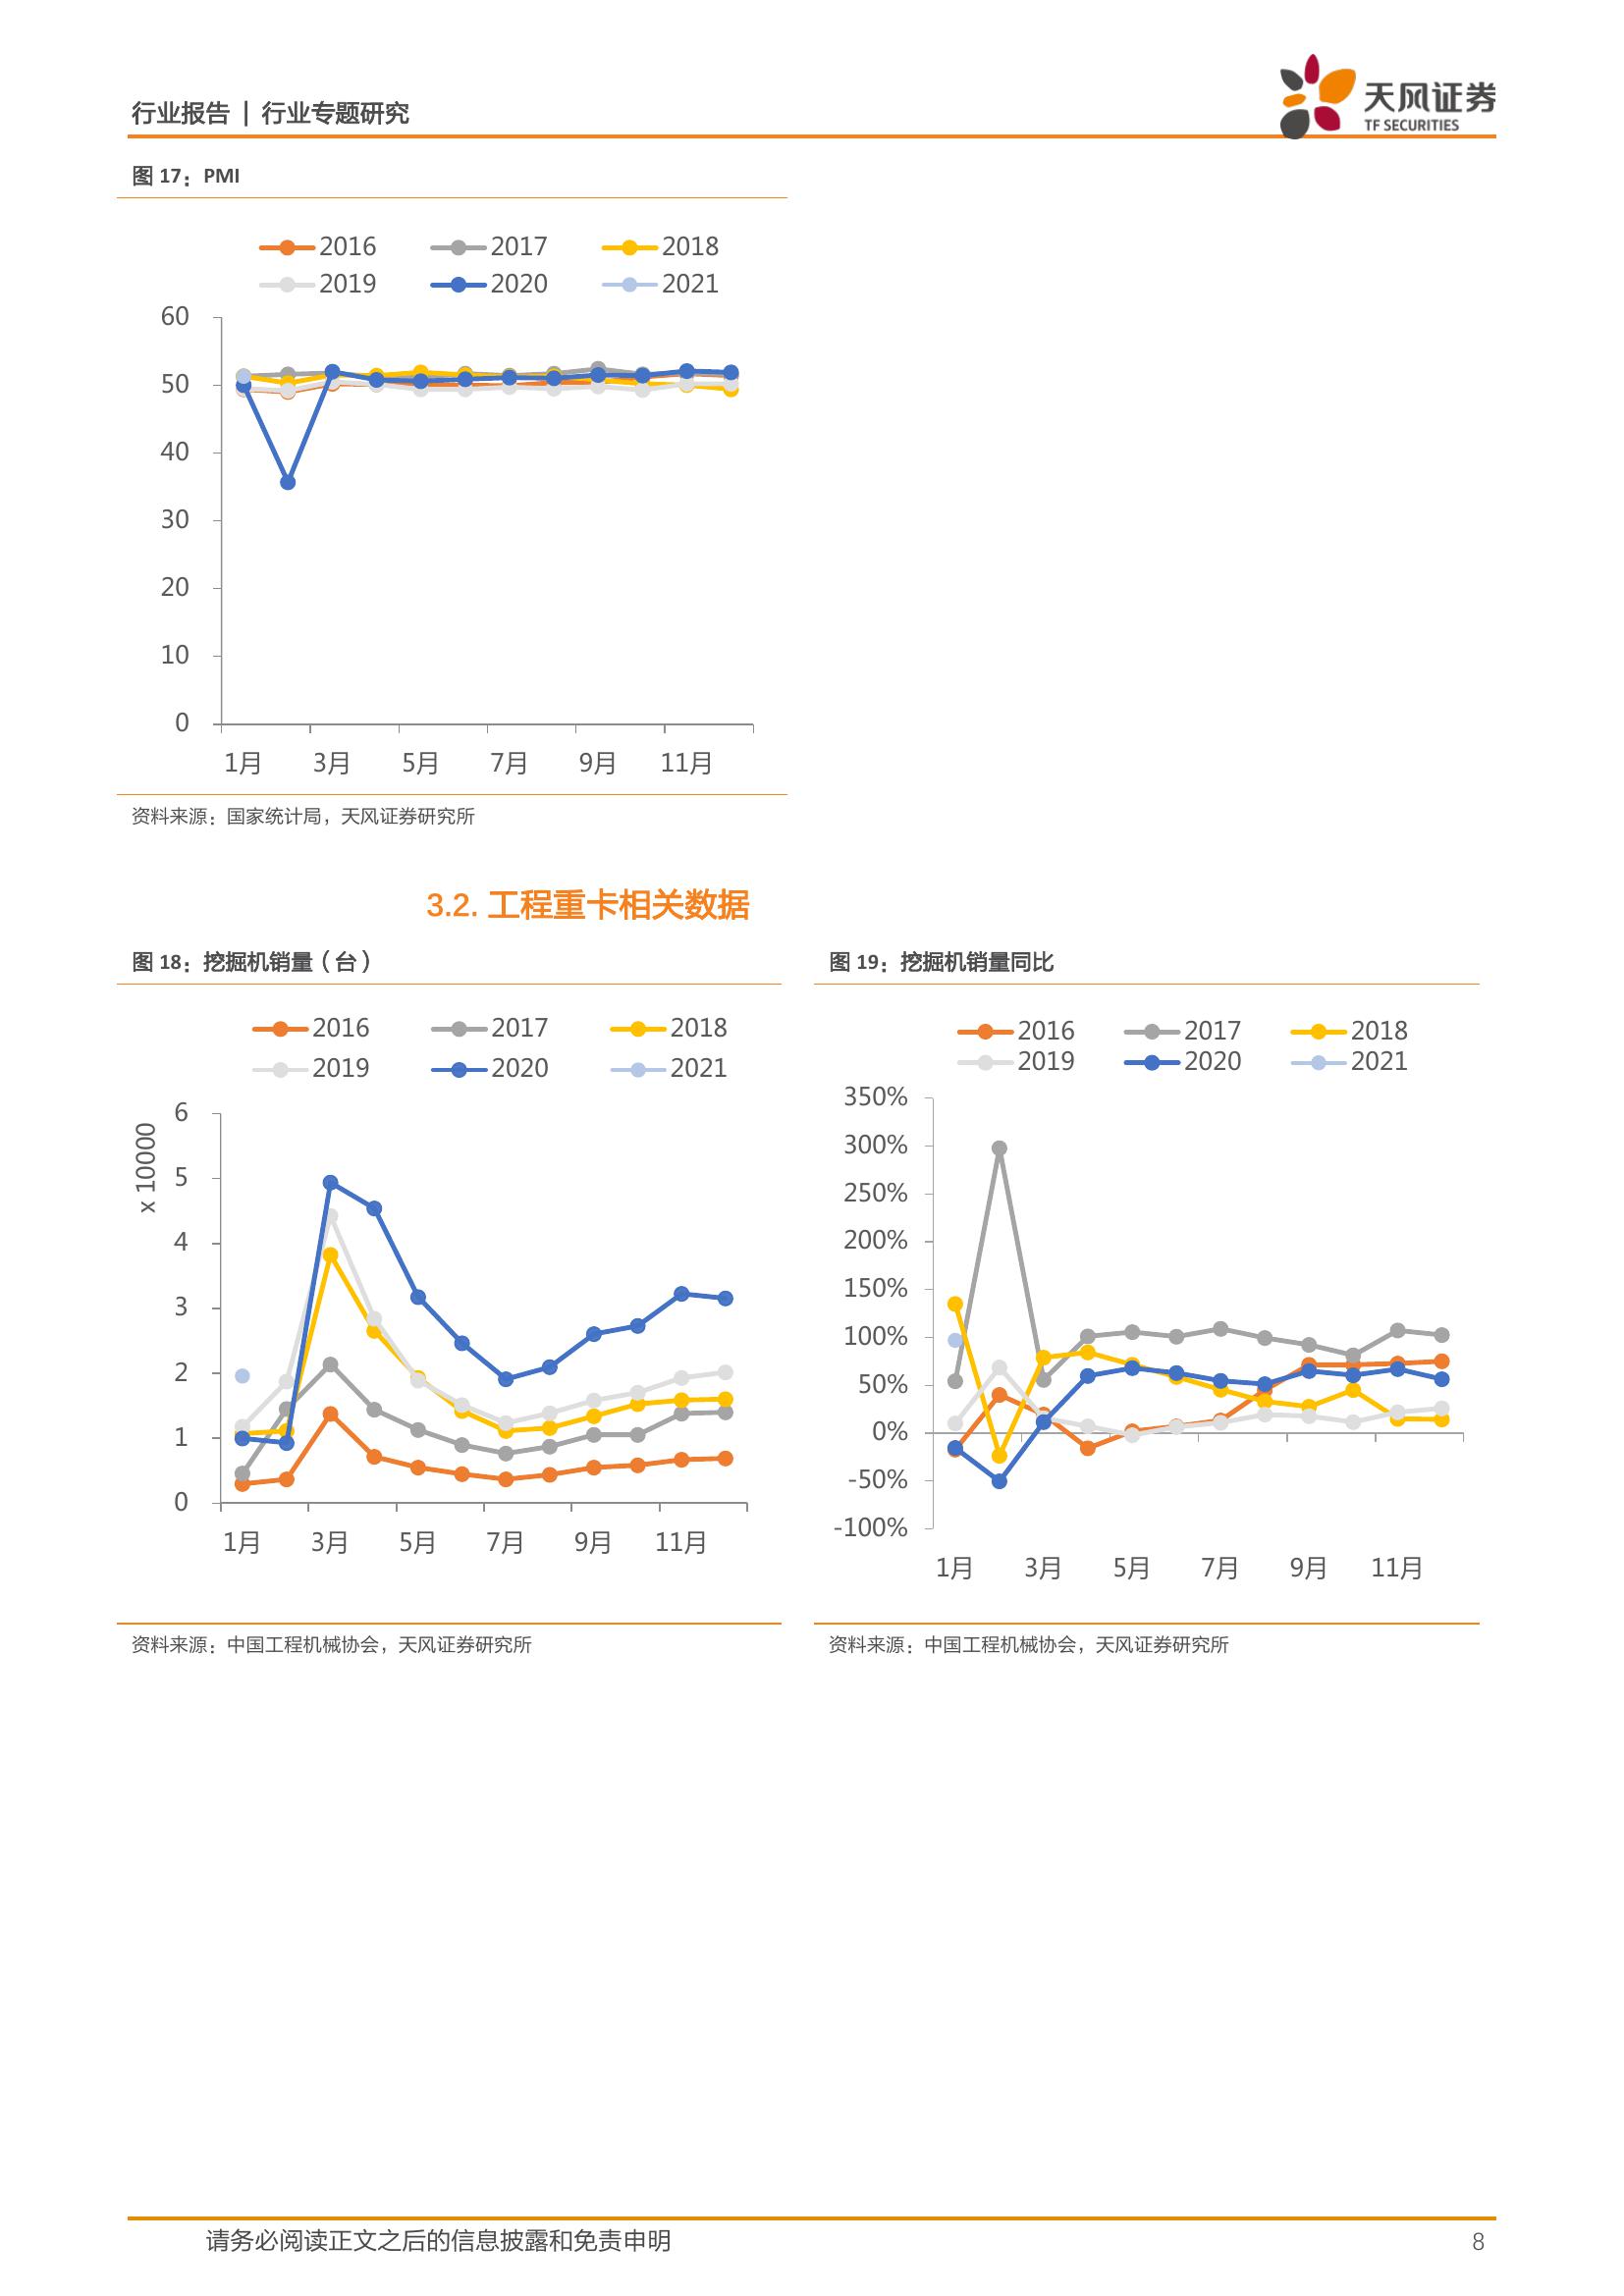 行业报告 | 行业专题研究
天风证券
TF SECURITIES
图 17：PMI
2016 2017 2018
2019 2020 2021
60
50
40
30
20
10
0
1月 3月 5月 7月 9月 11月
资料来源：国家统计局，天风证券研究所
3.2. 工程重卡相关数据
图 18：挖掘机销量（台）
2016 2017 2018
2019 2020 2021
x 10000
6
5
4
3
2
1
0
1月 3月 5月 7月 9月 11月
资料来源：中国工程机械协会，天风证券研究所
图 19：挖掘机销量同比
2016 2017 2018
2019 2020 2021
350%
300%
250%
200%
150%
100%
50%
0%
-50%
-100%
1月 3月 5月 7月 9月 11月
资料来源：中国工程机械协会，天风证券研究所
请务必阅读正文之后的信息披露和免责申明
8